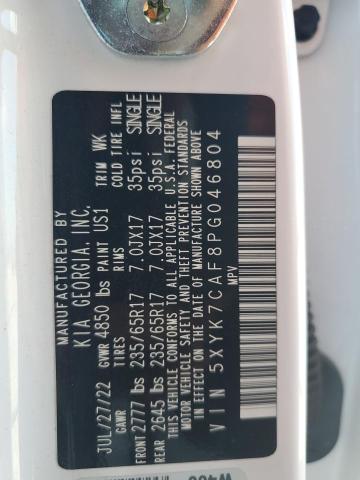 MANUFACTURED BY
KIA GEORGIA, INC.
JUL/27/22 GVWR 4850 lbs PAINT US1 TRIM WK
GAWR TIRES RIMS COLD TIRE INFL
FRONT 2777 lbs 235/65R17 7.0JX17 35psi SINGLE
REAR 2645 lbs 235/65R17 7.0JX17 35psi SINGLE
THIS VEHICLE CONFORMS TO ALL APPLICABLE U.S.A. FEDERAL
MOTOR VEHICLE SAFETY AND THEFT PREVENTION STANDARDS
IN EFFECT ON THE DATE OF MANUFACTURE SHOWN ABOVE
VIN 5XYK7CAF8PG046804
MPV